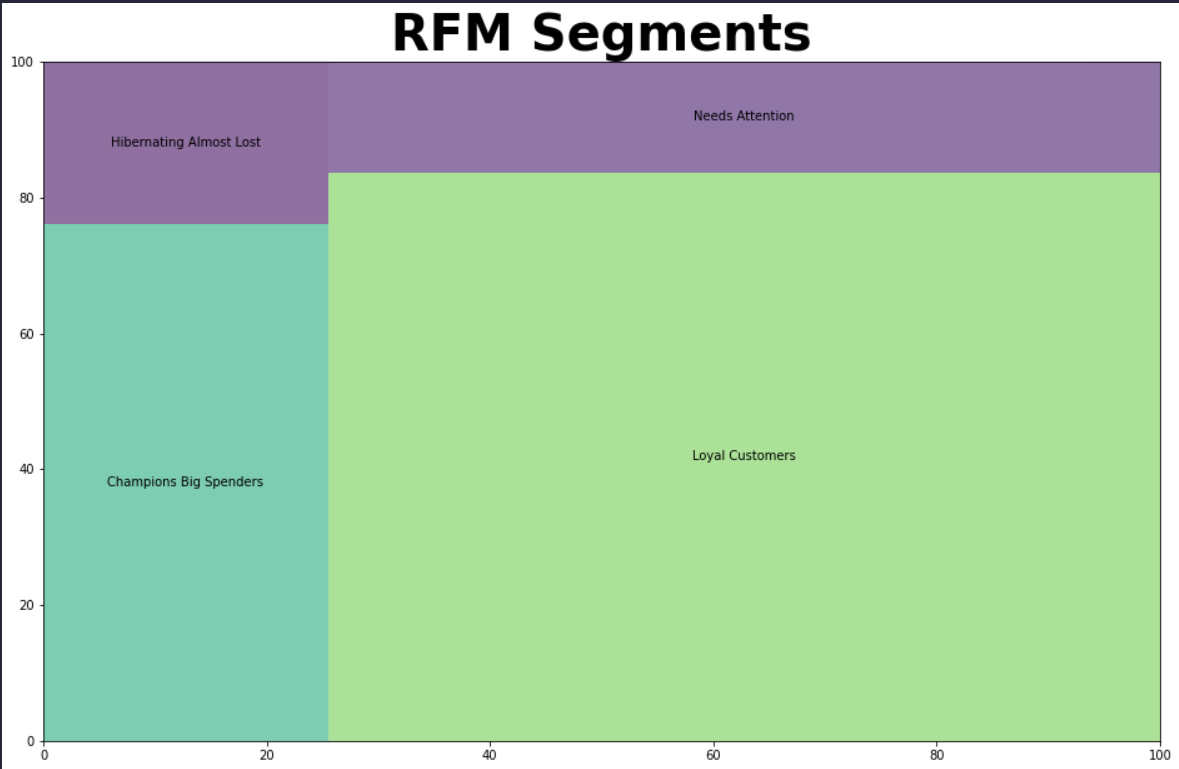 RFM Segments
100
Hibernating Almost Lost
Needs Attention
80
60
40
Champions Big Spenders
Loyal Customers
20
0
0 20 40 60 80 100